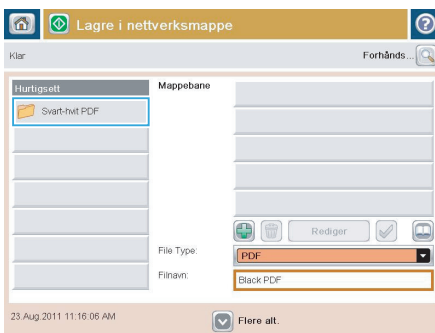 Lagre i nettverksmappe
Klar
Forhånds...
Hurtigsett
Mappebane
Svart-hvit PDF
Rediger
File Type:
PDF
Filnavn:
Black PDF
23.Aug.2011 11:16:06 AM
Flere alt.